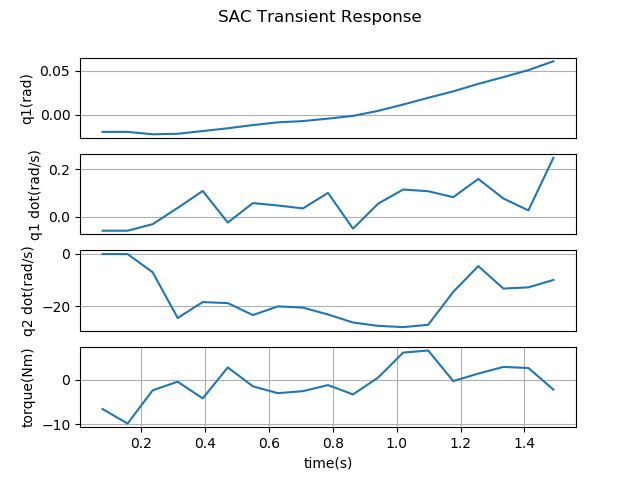 SAC Transient Response
q1(rad)
0.05
0.00
q1 dot(rad/s)
0.2
0.0
q2 dot(rad/s)
0
−20
torque(Nm)
0
−10
0.2 0.4 0.6 0.8 1.0 1.2 1.4
time(s)